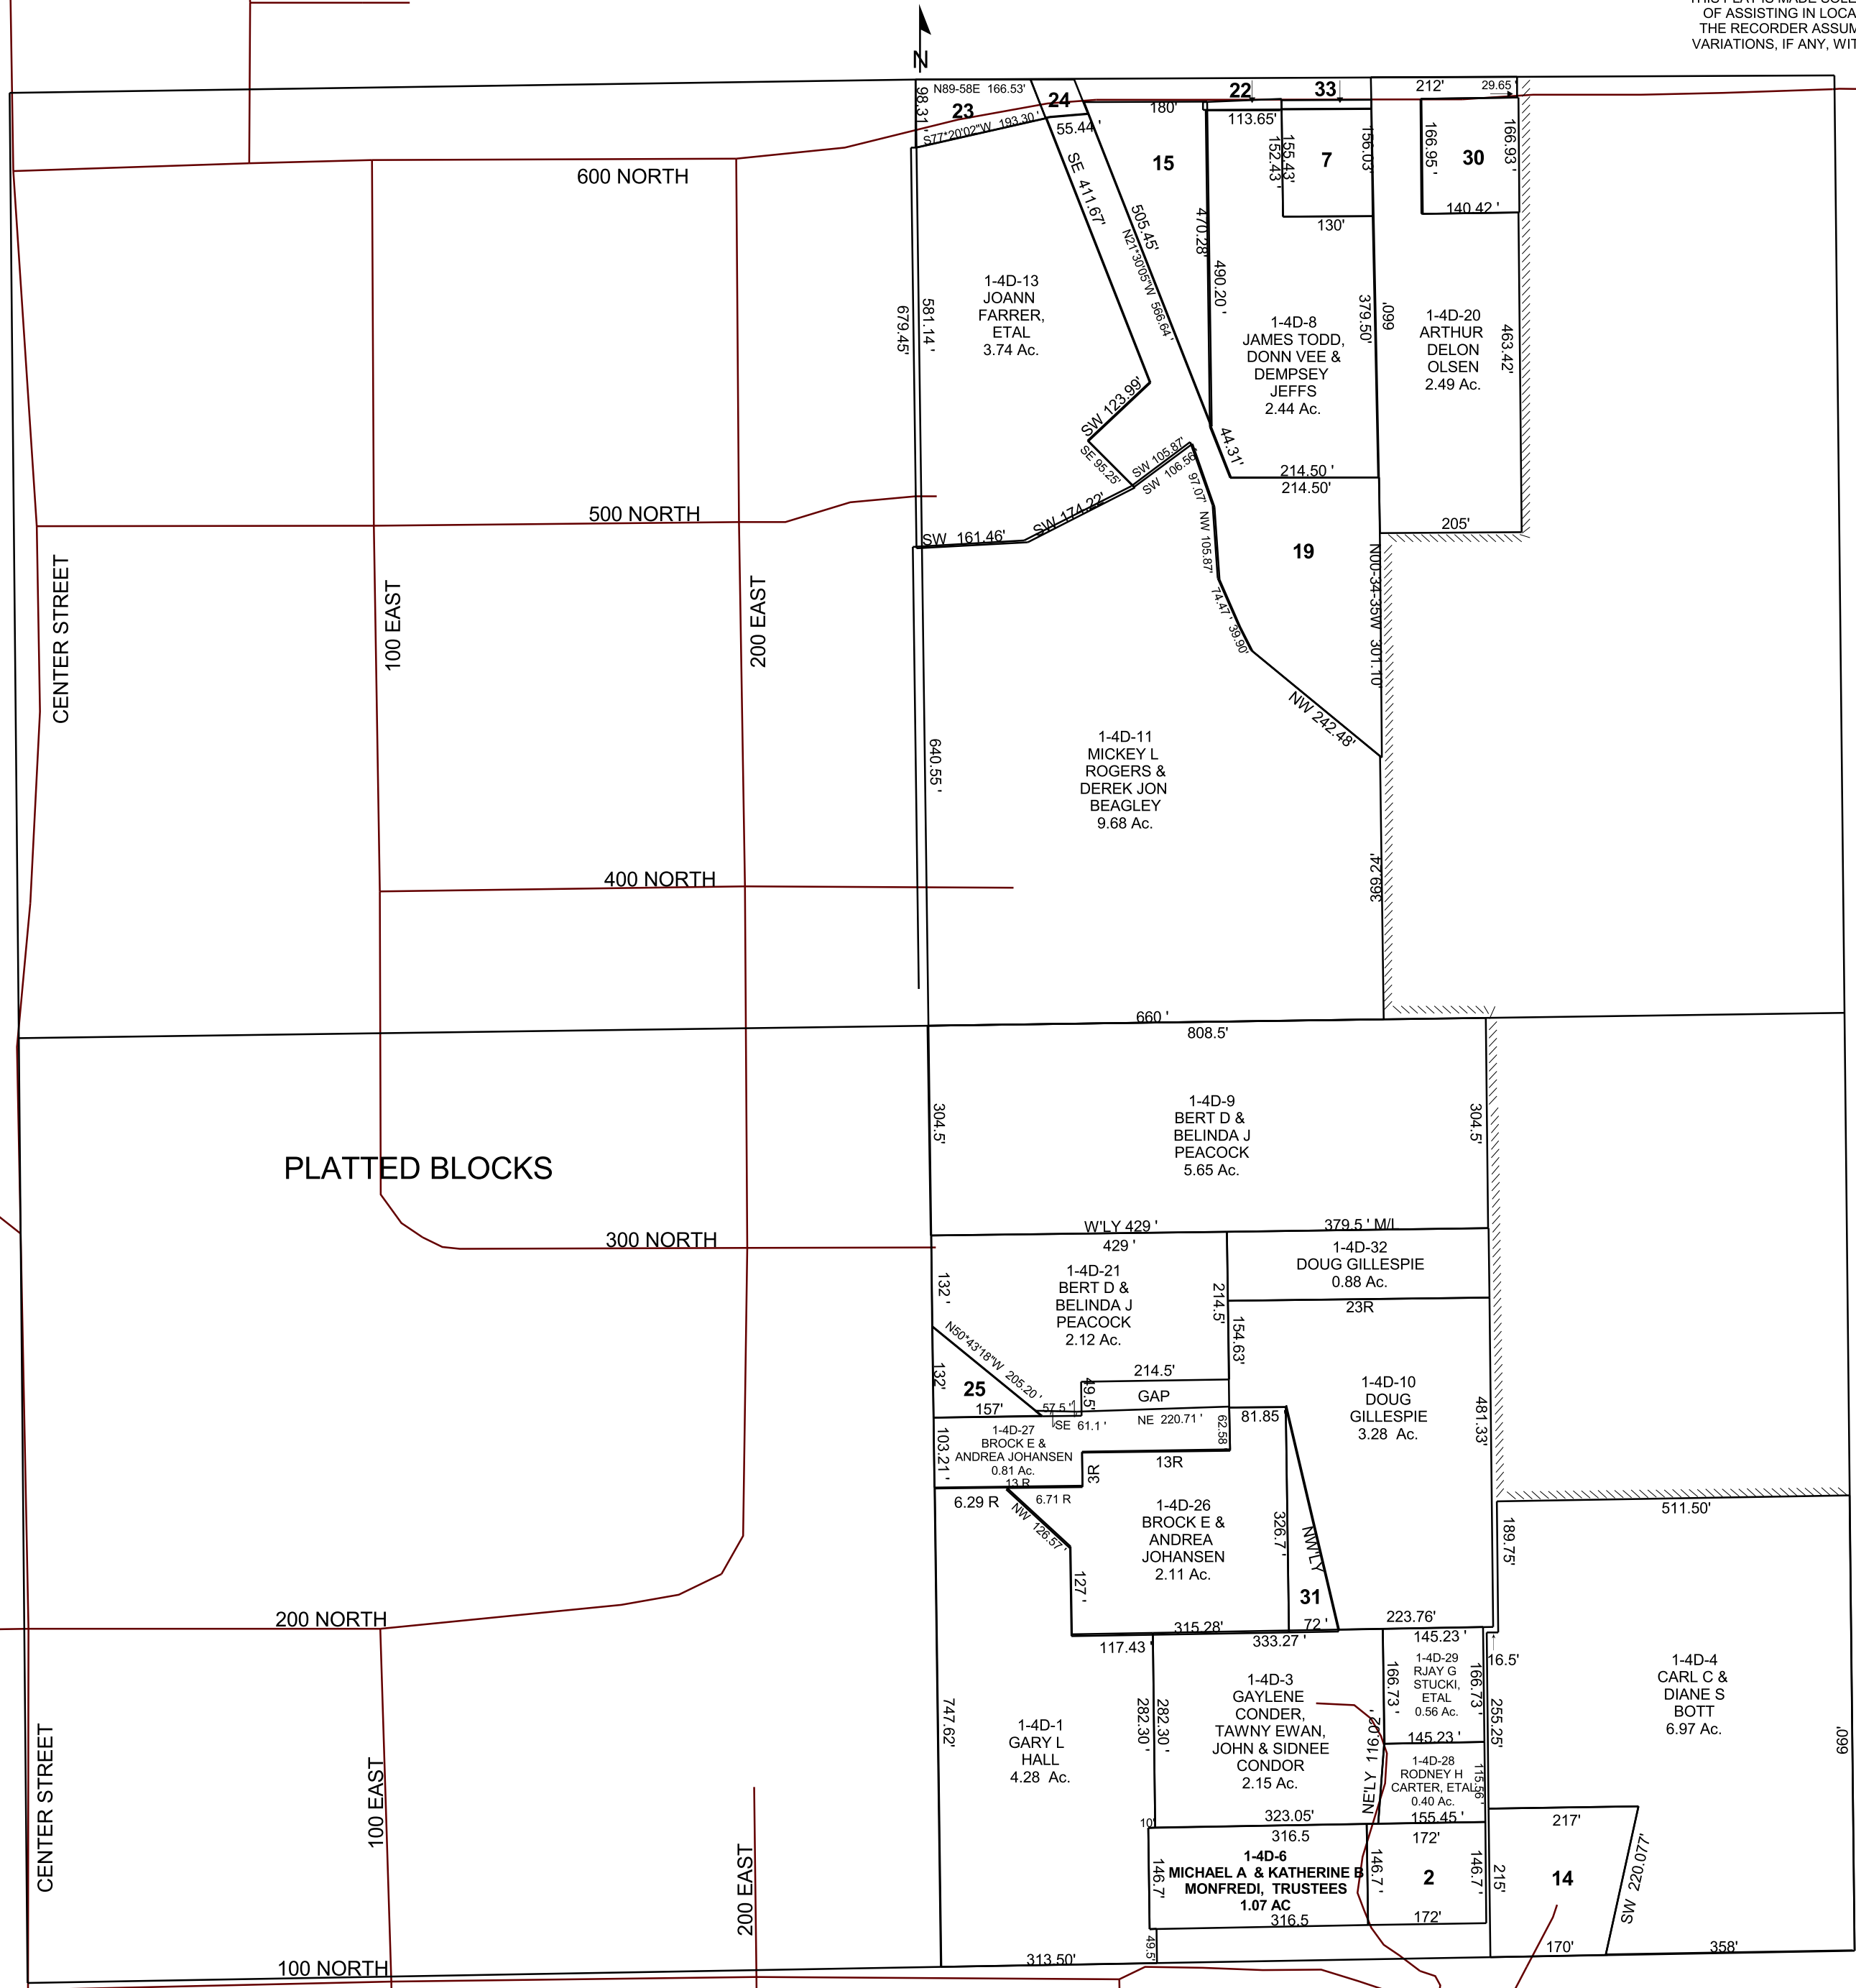 OF ASSISTING IN LOCA
THE RECORDER ASSUM
VARIATIONS, IF ANY, WIT
N
98.31 '
N89-58E 166.53'
23
24
S77*20'02"W 193.30 '
55.44 '
180'
22
33
113.65'
212'
29.65
15
152.43 '
155.43'
7
156.03'
166.95 '
30
166.93 '
130'
140.42 '
600 NORTH
SE 411.67'
505.45'
N21*30'05"W 566.64 '
470.28'
490.20 '
679.45'
581.14 '
1-4D-13
JOANN
FARRER,
ETAL
3.74 Ac.
1-4D-8
JAMES TODD,
DONN VEE &
DEMPSEY
JEFFS
2.44 Ac.
379.50'
660'
1-4D-20
ARTHUR
DELON
OLSEN
2.49 Ac.
463.42'
SW 123.99'
SE 95.25'
SW 105.87'
SW 106.56'
44.31'
214.50 '
214.50'
97.07'
SW 174.22'
SW 161.46'
500 NORTH
205'
NW 105.87'
19
N00-34-35W 301.10'
74.47 '
39.90'
NW 242.48'
CENTER STREET
100 EAST
200 EAST
640.55 '
1-4D-11
MICKEY L
ROGERS &
DEREK JON
BEAGLEY
9.68 Ac.
369.24'
400 NORTH
660 '
808.5'
304.5'
1-4D-9
BERT D &
BELINDA J
PEACOCK
5.65 Ac.
304.5'
PLATTED BLOCKS
W'LY 429 '
379.5 ' M/L
429 '
300 NORTH
132 '
1-4D-21
BERT D &
BELINDA J
PEACOCK
2.12 Ac.
214.5'
1-4D-32
DOUG GILLESPIE
0.88 Ac.
23R
154.63'
N50*43'18"W 205.20 '
132'
25
157'
57.5 '
49.5'
214.5'
GAP
SE 61.1 '
NE 220.71 '
62.58
81.85
1-4D-10
DOUG
GILLESPIE
3.28 Ac.
481.33'
103.21 '
1-4D-27
BROCK E &
ANDREA JOHANSEN
0.81 Ac.
13 R
3R
13R
6.29 R
6.71 R
NW 126.57 '
1-4D-26
BROCK E &
ANDREA
JOHANSEN
2.11 Ac.
326.7 '
NW'LY
31
127 '
315.28'
72 '
223.76'
511.50'
189.75'
200 NORTH
117.43 '
333.27 '
145.23 '
16.5'
747.62'
1-4D-1
GARY L
HALL
4.28 Ac.
282.30 '
282.30 '
1-4D-3
GAYLENE
CONDER,
TAWNY EWAN,
JOHN & SIDNEE
CONDOR
2.15 Ac.
NE'LY 116.02 '
166.73 '
1-4D-29
RJAY G
STUCKI,
ETAL
0.56 Ac.
166.73 '
145.23 '
255.25'
1-4D-28
RODNEY H
CARTER, ETAL
0.40 Ac.
115.56 '
155.45 '
1-4D-4
CARL C &
DIANE S
BOTT
6.97 Ac.
660'
323.05'
10'
316.5
146.7'
1-4D-6
MICHAEL A & KATHERINE B
MONFREDI, TRUSTEES
1.07 AC
316.5
172'
146.7 '
2
146.7 '
172'
217'
215'
14
SW 220.077'
170'
358'
49.5'
313.50'
CENTER STREET
100 EAST
200 EAST
100 NORTH